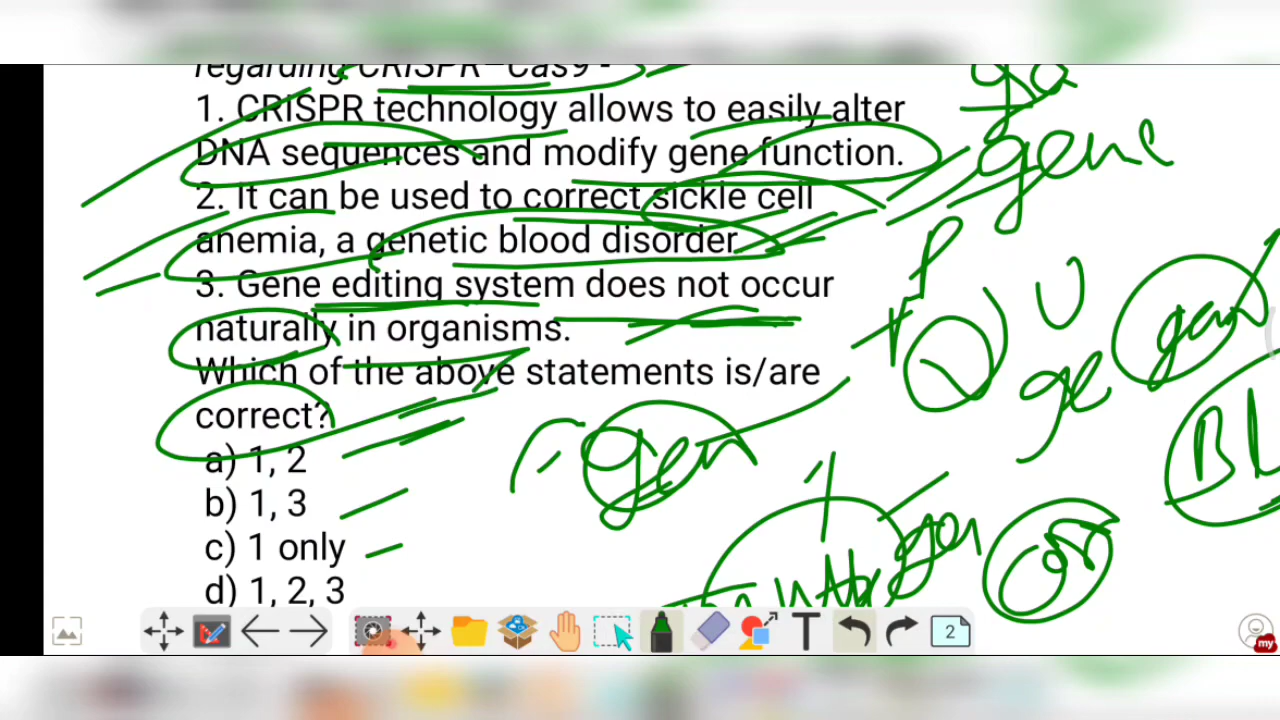 regarding CRISPR-Cas9 -
1. CRISPR technology allows to easily alter
DNA sequences and modify gene function.
gene
2. It can be used to correct sickle cell
anemia, a genetic blood disorder.
3. Gene editing system does not occur
naturally in organisms.
Which of the above statements is/are
correct?
a) 1, 2
gen
b) 1, 3
c) 1 only
d) 1, 2, 3
T
2
my